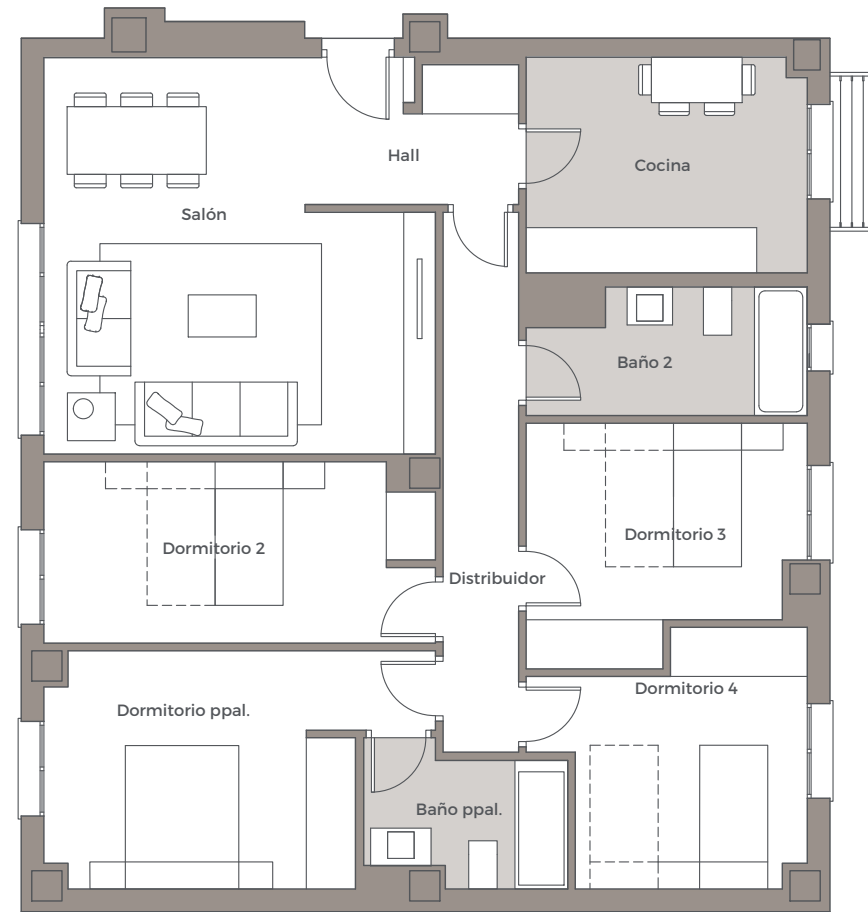 Hall
Cocina
Salón
Baño 2
Dormitorio 3
Dormitorio 2
Distribuidor
Dormitorio 4
Dormitorio ppal.
Baño ppal.